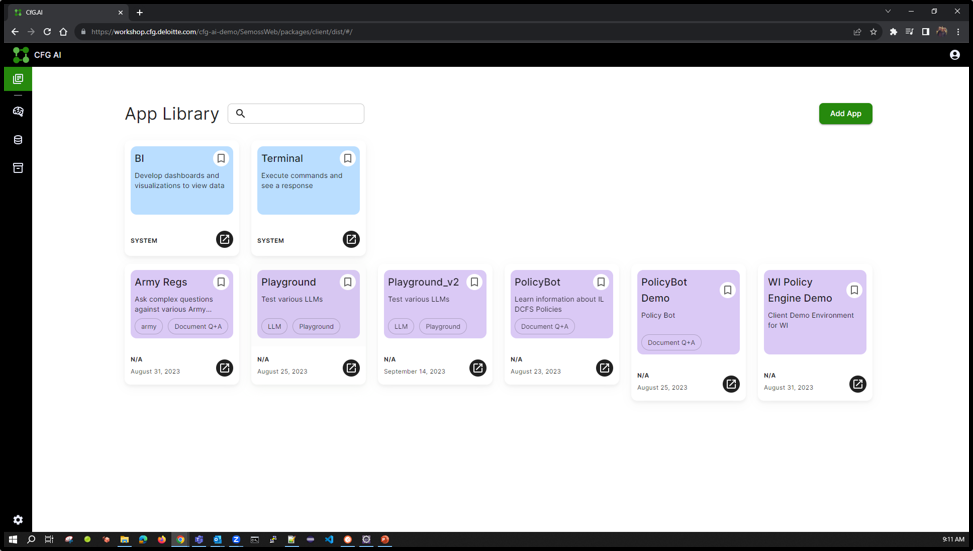 CFG.AI
https://workshop.cfg.deloitte.com/cfg-ai-demo/SemossWeb/packages/client/dist/#/
CFG AI
App Library
Add App
BI
Develop dashboards and
visualizations to view data
SYSTEM
Terminal
Execute commands and
see a response
SYSTEM
Army Regs
Ask complex questions
against various Army...
army
Document Q+A
N/A
August 31, 2023
Playground
Test various LLMs
LLM
Playground
N/A
August 25, 2023
Playground_v2
Test various LLMs
LLM
Playground
N/A
September 14, 2023
PolicyBot
Learn information about IL
DCFS Policies
Document Q+A
N/A
August 23, 2023
PolicyBot
Demo
Policy Bot
Document Q+A
N/A
August 25, 2023
WI Policy
Engine Demo
Client Demo Environment
for WI
N/A
August 31, 2023
9:11 AM